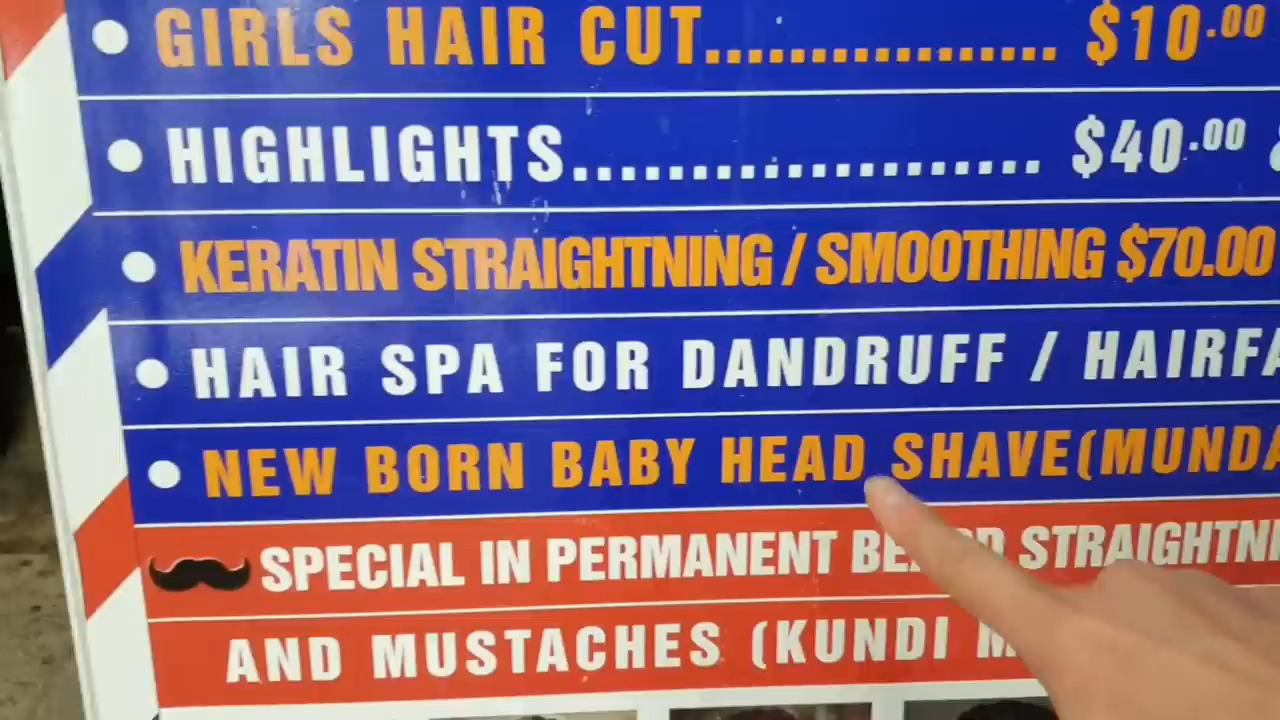 GIRLS HAIR CUT................ $10.00
HIGHLIGHTS.................... $40.00
KERATIN STRAIGHTNING / SMOOTHING $70.00
HAIR SPA FOR DANDRUFF /
NEW BORN BABY HEAD SHAVE(
SPECIAL IN PERMANENT
AND MUSTACHES (KUNDI